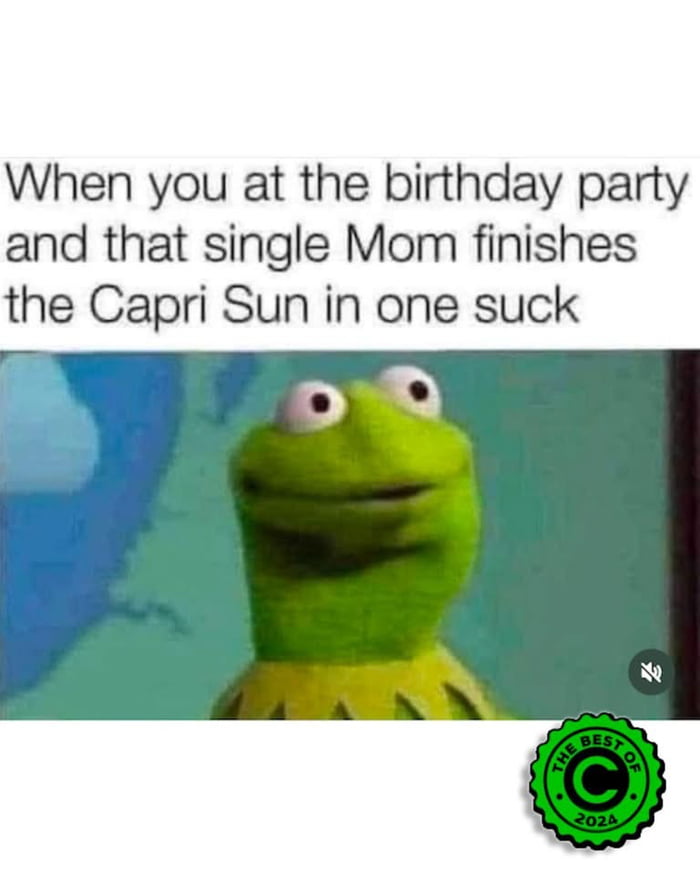 When you at the birthday party
and that single Mom finishes
the Capri Sun in one suck
THE BEST OF
C
2024